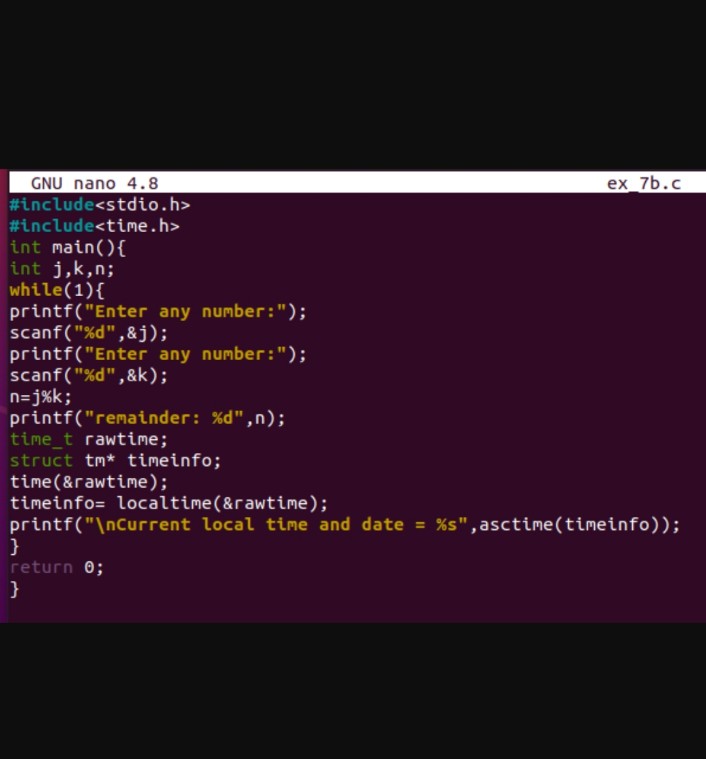 GNU nano 4.8 ex_7b.c
#include<stdio.h>
#include<time.h>
int main(){
int j,k,n;
while(1){
printf("Enter any number:");
scanf("%d",&j);
printf("Enter any number:");
scanf("%d",&k);
n=j%k;
printf("remainder: %d",n);
time_t rawtime;
struct tm* timeinfo;
time(&rawtime);
timeinfo= localtime(&rawtime);
printf("\nCurrent local time and date = %s",asctime(timeinfo));
}
return 0;
}